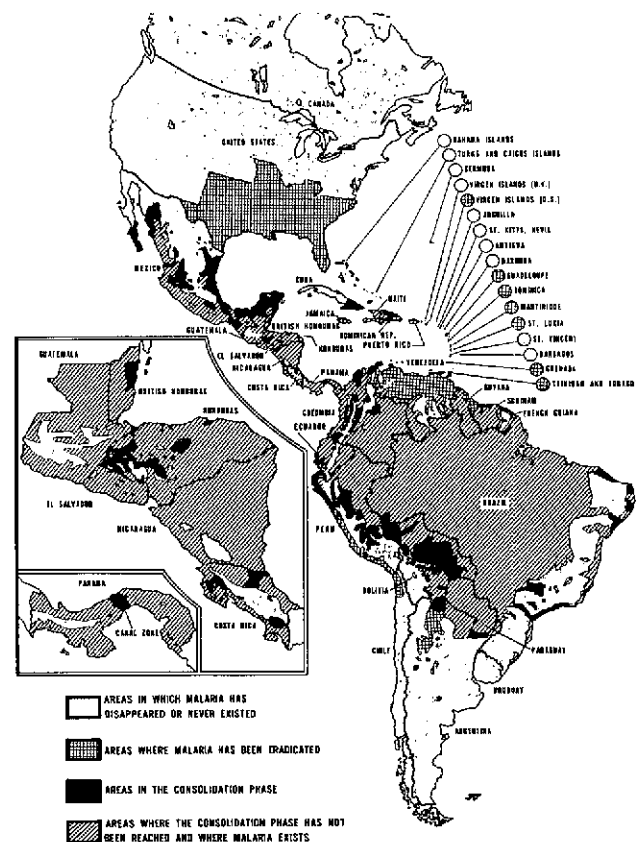 CANADA
UNITED STATES
BAHAMA ISLANDS
TURKS AND CAICOS ISLANDS
BERMUDA
VIRGIN ISLANDS (U.K.)
VIRGIN ISLANDS (U.S.)
ANGUILLA
ST. KITTS, NEVIS
ANTIGUA
BARBUDA
GUADELOUPE
DOMINICA
MARTINIQUE
ST. LUCIA
ST. VINCENT
BARBADOS
GRENADA
TRINIDAD AND TOBAGO
MEXICO
CUBA
HAITI
JAMAICA
DOMINICAN REP.
PUERTO RICO
GUATEMALA
BRITISH HONDURAS
HONDURAS
EL SALVADOR
NICARAGUA
COSTA RICA
PANAMA
VENEZUELA
GUYANA
SURINAM
FRENCH GUIANA
COLOMBIA
ECUADOR
BRAZIL
PERU
BOLIVIA
CHILE
PARAGUAY
URUGUAY
ARGENTINA
GUATEMALA
BRITISH HONDURAS
HONDURAS
EL SALVADOR
NICARAGUA
COSTA RICA
PANAMA
CANAL ZONE
AREAS IN WHICH MALARIA HAS
DISAPPEARED OR NEVER EXISTED
AREAS WHERE MALARIA HAS BEEN ERADICATED
AREAS IN THE CONSOLIDATION PHASE
AREAS WHERE THE CONSOLIDATION PHASE HAS NOT
BEEN REACHED AND WHERE MALARIA EXISTS